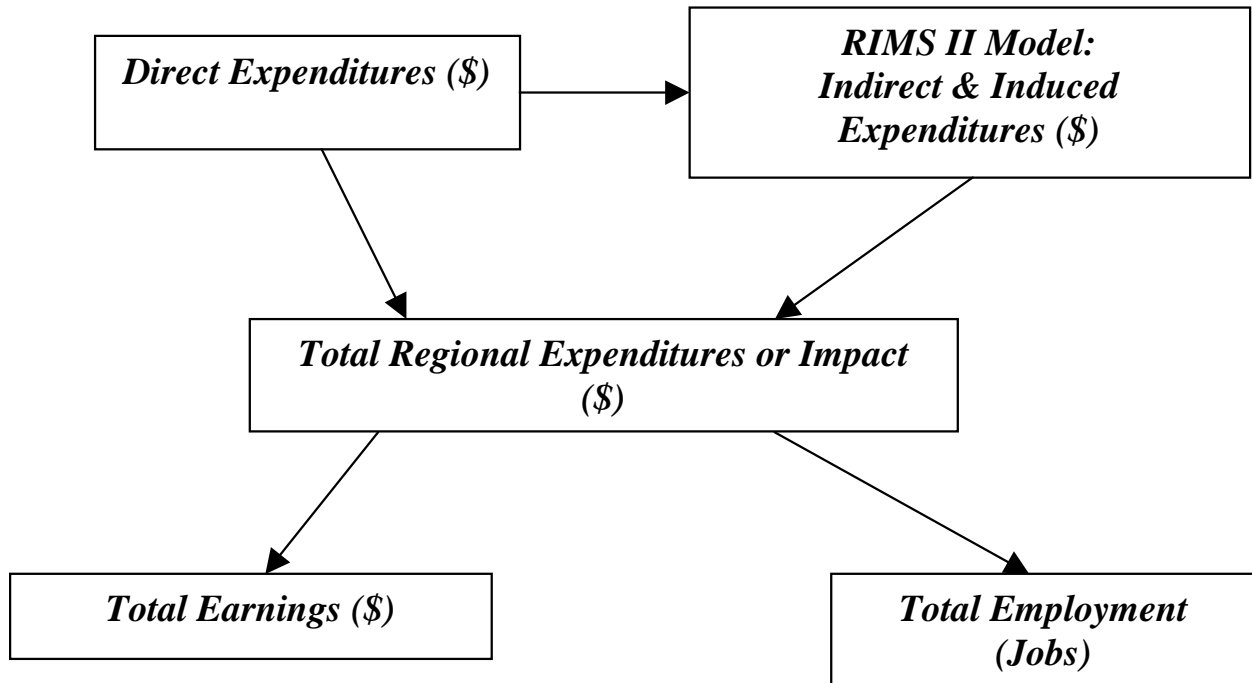 Direct Expenditures ($)
RIMS II Model:
Indirect & Induced
Expenditures ($)
Total Regional Expenditures or Impact
($)
Total Earnings ($)
Total Employment
(Jobs)